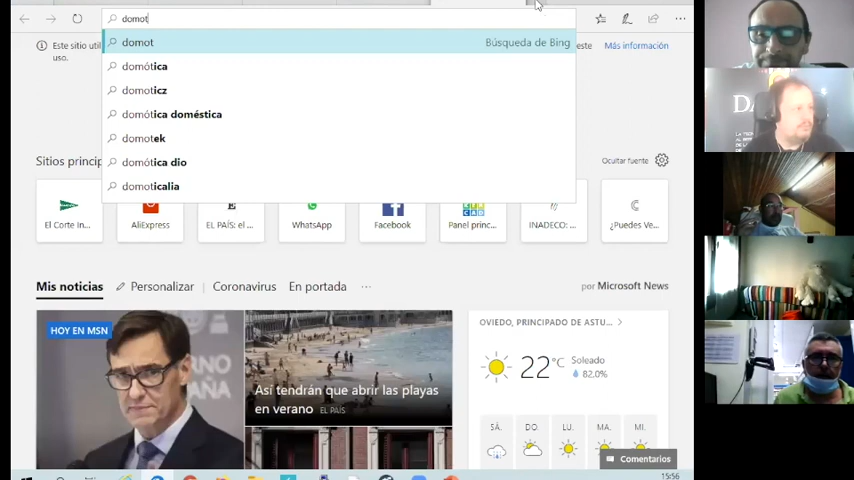 domot
domot
Búsqueda de Bing
domótica
domoticz
domótica doméstica
domotek
domótica dio
domoticalia
Este sitio
uso.
este
Más información
Sitios
Ocultar fuente
El Corte In...
AliExpress
EL PAÍS: el ...
WhatsApp
Facebook
Panel princ...
INADECO: ...
¿Puedes Ve...
Mis noticias
Personalizar
Coronavirus
En portada
...
por Microsoft News
HOY EN MSN
Así tendrán que abrir las playas
en verano
EL PAÍS
OVIEDO, PRINCIPADO DE ASTU...
22 °C
Soleado
82.0%
SÁ.
DO.
LU.
MA.
MI.
Comentarios
15:56